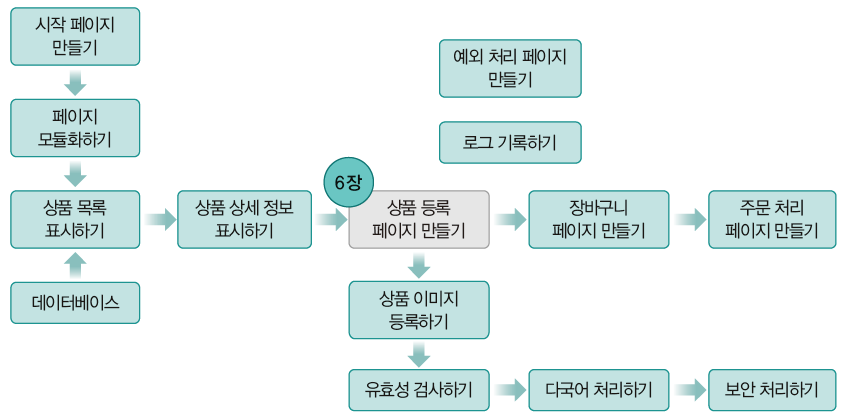 시작 페이지
만들기
예외 처리 페이지
만들기
페이지
모듈화하기
로그 기록하기
6장
상품 목록
표시하기
상품 상세 정보
표시하기
상품 등록
페이지 만들기
장바구니
페이지 만들기
주문 처리
페이지 만들기
데이터베이스
상품 이미지
등록하기
유효성 검사하기
다국어 처리하기
보안 처리하기